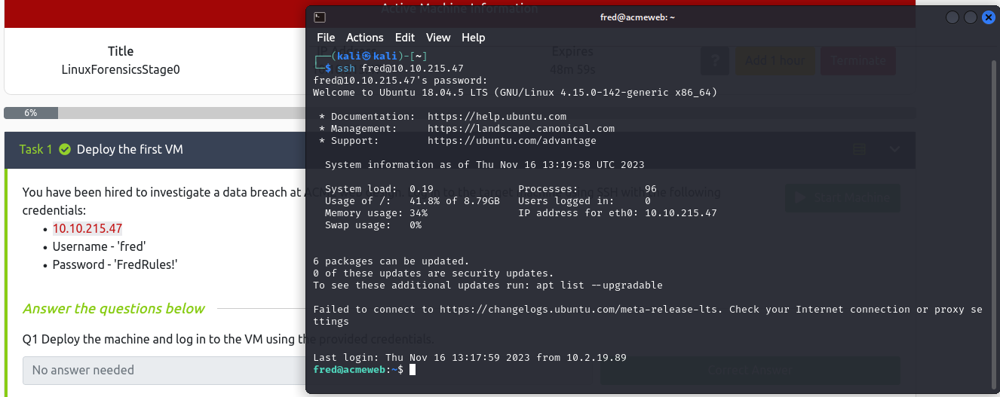 Active Machine Information
Title
IP Address
Expires
LinuxForensicsStage0
48m 59s
?
Add 1 hour
Terminate
6%
Task 1 Deploy the first VM
You have been hired to investigate a data breach at AC to the target SSH with the following
credentials:
Start Machine
• 10.10.215.47
• Username - 'fred'
• Password - 'FredRules!'
Answer the questions below
Q1 Deploy the machine and log in to the VM using the provided credentials.
No answer needed
Correct Answer
fred@acmeweb: ~
File Actions Edit View Help
┌──(kali㉿kali)-[~]
└─$ ssh fred@10.10.215.47
fred@10.10.215.47's password:
Welcome to Ubuntu 18.04.5 LTS (GNU/Linux 4.15.0-142-generic x86_64)
* Documentation: https://help.ubuntu.com
* Management: https://landscape.canonical.com
* Support: https://ubuntu.com/advantage
System information as of Thu Nov 16 13:19:58 UTC 2023
System load: 0.19 Processes: 96
Usage of /: 41.8% of 8.79GB Users logged in: 0
Memory usage: 34% IP address for eth0: 10.10.215.47
Swap usage: 0%
6 packages can be updated.
0 of these updates are security updates.
To see these additional updates run: apt list --upgradable
Failed to connect to https://changelogs.ubuntu.com/meta-release-lts. Check your Internet connection or proxy se
ttings
Last login: Thu Nov 16 13:17:59 2023 from 10.2.19.89
fred@acmeweb:~$